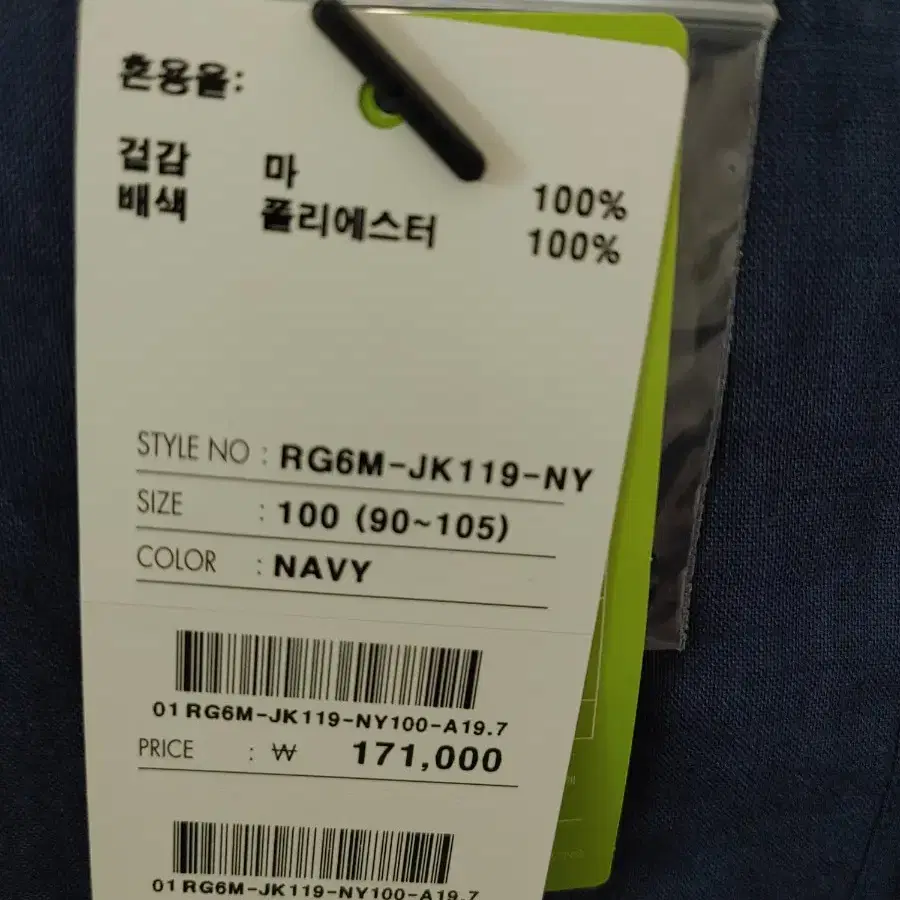 혼용율:
겉감 마 100%
배색 폴리에스터 100%
STYLE NO : RG6M-JK119-NY
SIZE : 100 (90~105)
COLOR : NAVY
01 RG6M-JK119-NY100-A19.7
PRICE : ₩ 171,000
01 RG6M-JK119-NY100-A19.7